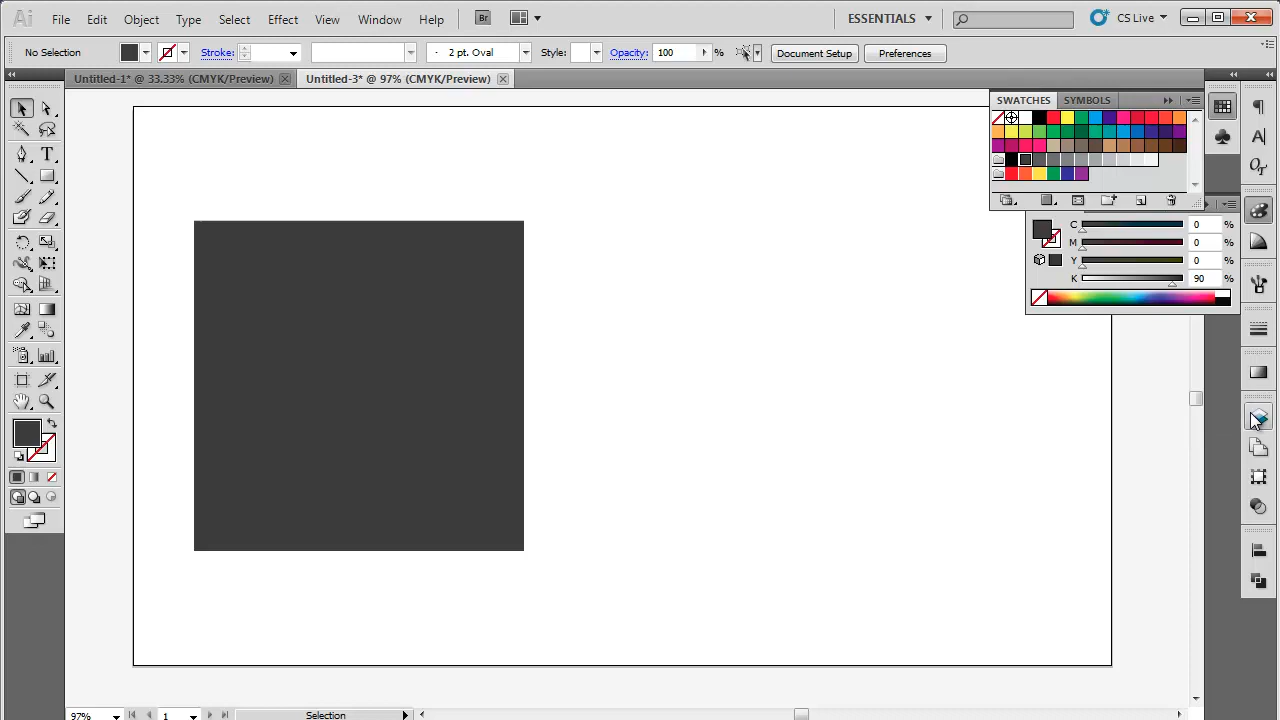 Ai File Edit Object Type Select Effect View Window Help Br ESSENTIALS CS Live
No Selection Stroke: 2 pt. Oval Style: Opacity: 100 % Document Setup Preferences
Untitled-1* @ 33.33% (CMYK/Preview) Untitled-3* @ 97% (CMYK/Preview)
SWATCHES SYMBOLS
C 0 %
M 0 %
Y 0 %
K 90 %
97% 1 Selection